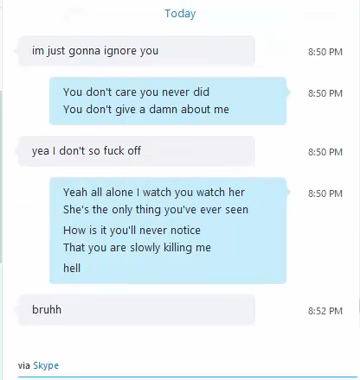 Today
im just gonna ignore you
8:50 PM
You don't care you never did
8:50 PM
You don't give a damn about me
yea I don't so fuck off
8:50 PM
Yeah all alone I watch you watch her
8:50 PM
She's the only thing you've ever seen
How is it you'll never notice
That you are slowly killing me
hell
bruhh
8:52 PM
via Skype